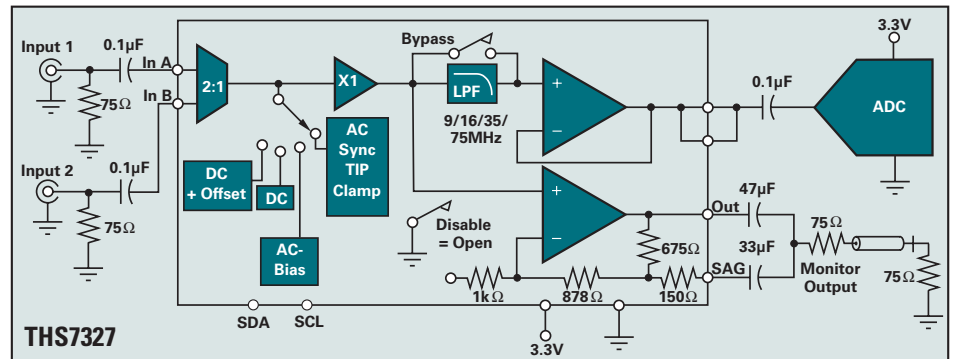 3.3V
Input 1
0.1µF
In A
In B
75Ω
2:1
Bypass
X1
LPF
9/16/35/
75MHz
+
−
0.1µF
ADC
Input 2
0.1µF
75Ω
DC
+ Offset
DC
AC-
Bias
AC
Sync
TIP
Clamp
Disable
= Open
+
−
Out
47µF
675Ω
SAG
33µF
75Ω
Monitor
Output
75Ω
1kΩ
878Ω
150Ω
SDA
SCL
3.3V
THS7327